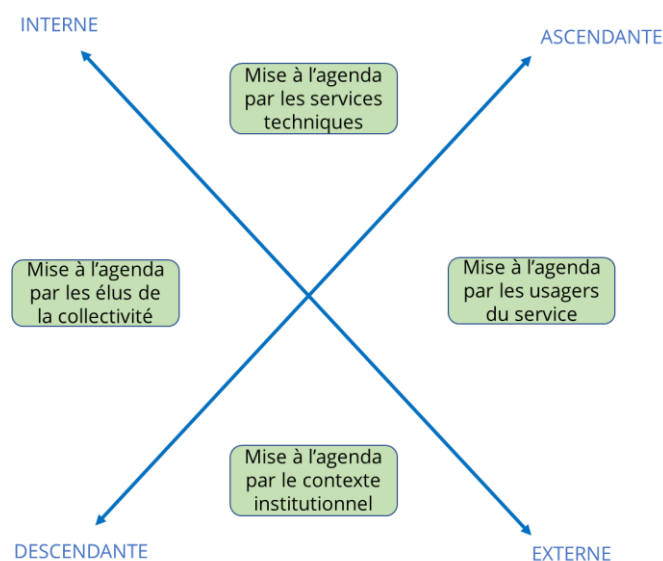 INTERNE
ASCENDANTE
Mise à l’agenda
par les services
techniques
Mise à l’agenda
par les élus de
la collectivité
Mise à l’agenda
par les usagers
du service
Mise à l’agenda
par le contexte
institutionnel
DESCENDANTE
EXTERNE